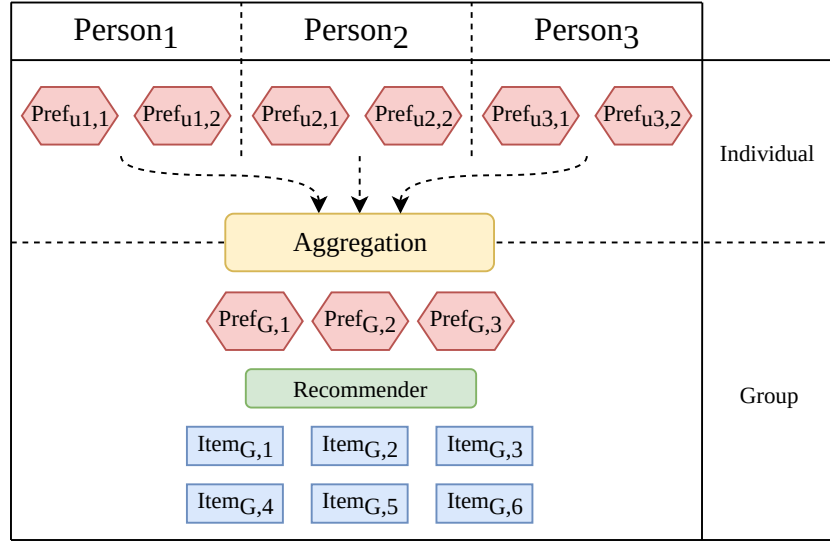 Person1 Person2 Person3
Prefu1,1 Prefu1,2 Prefu2,1 Prefu2,2 Prefu3,1 Prefu3,2
Individual
Aggregation
PrefG,1 PrefG,2 PrefG,3
Recommender
Group
ItemG,1 ItemG,2 ItemG,3
ItemG,4 ItemG,5 ItemG,6